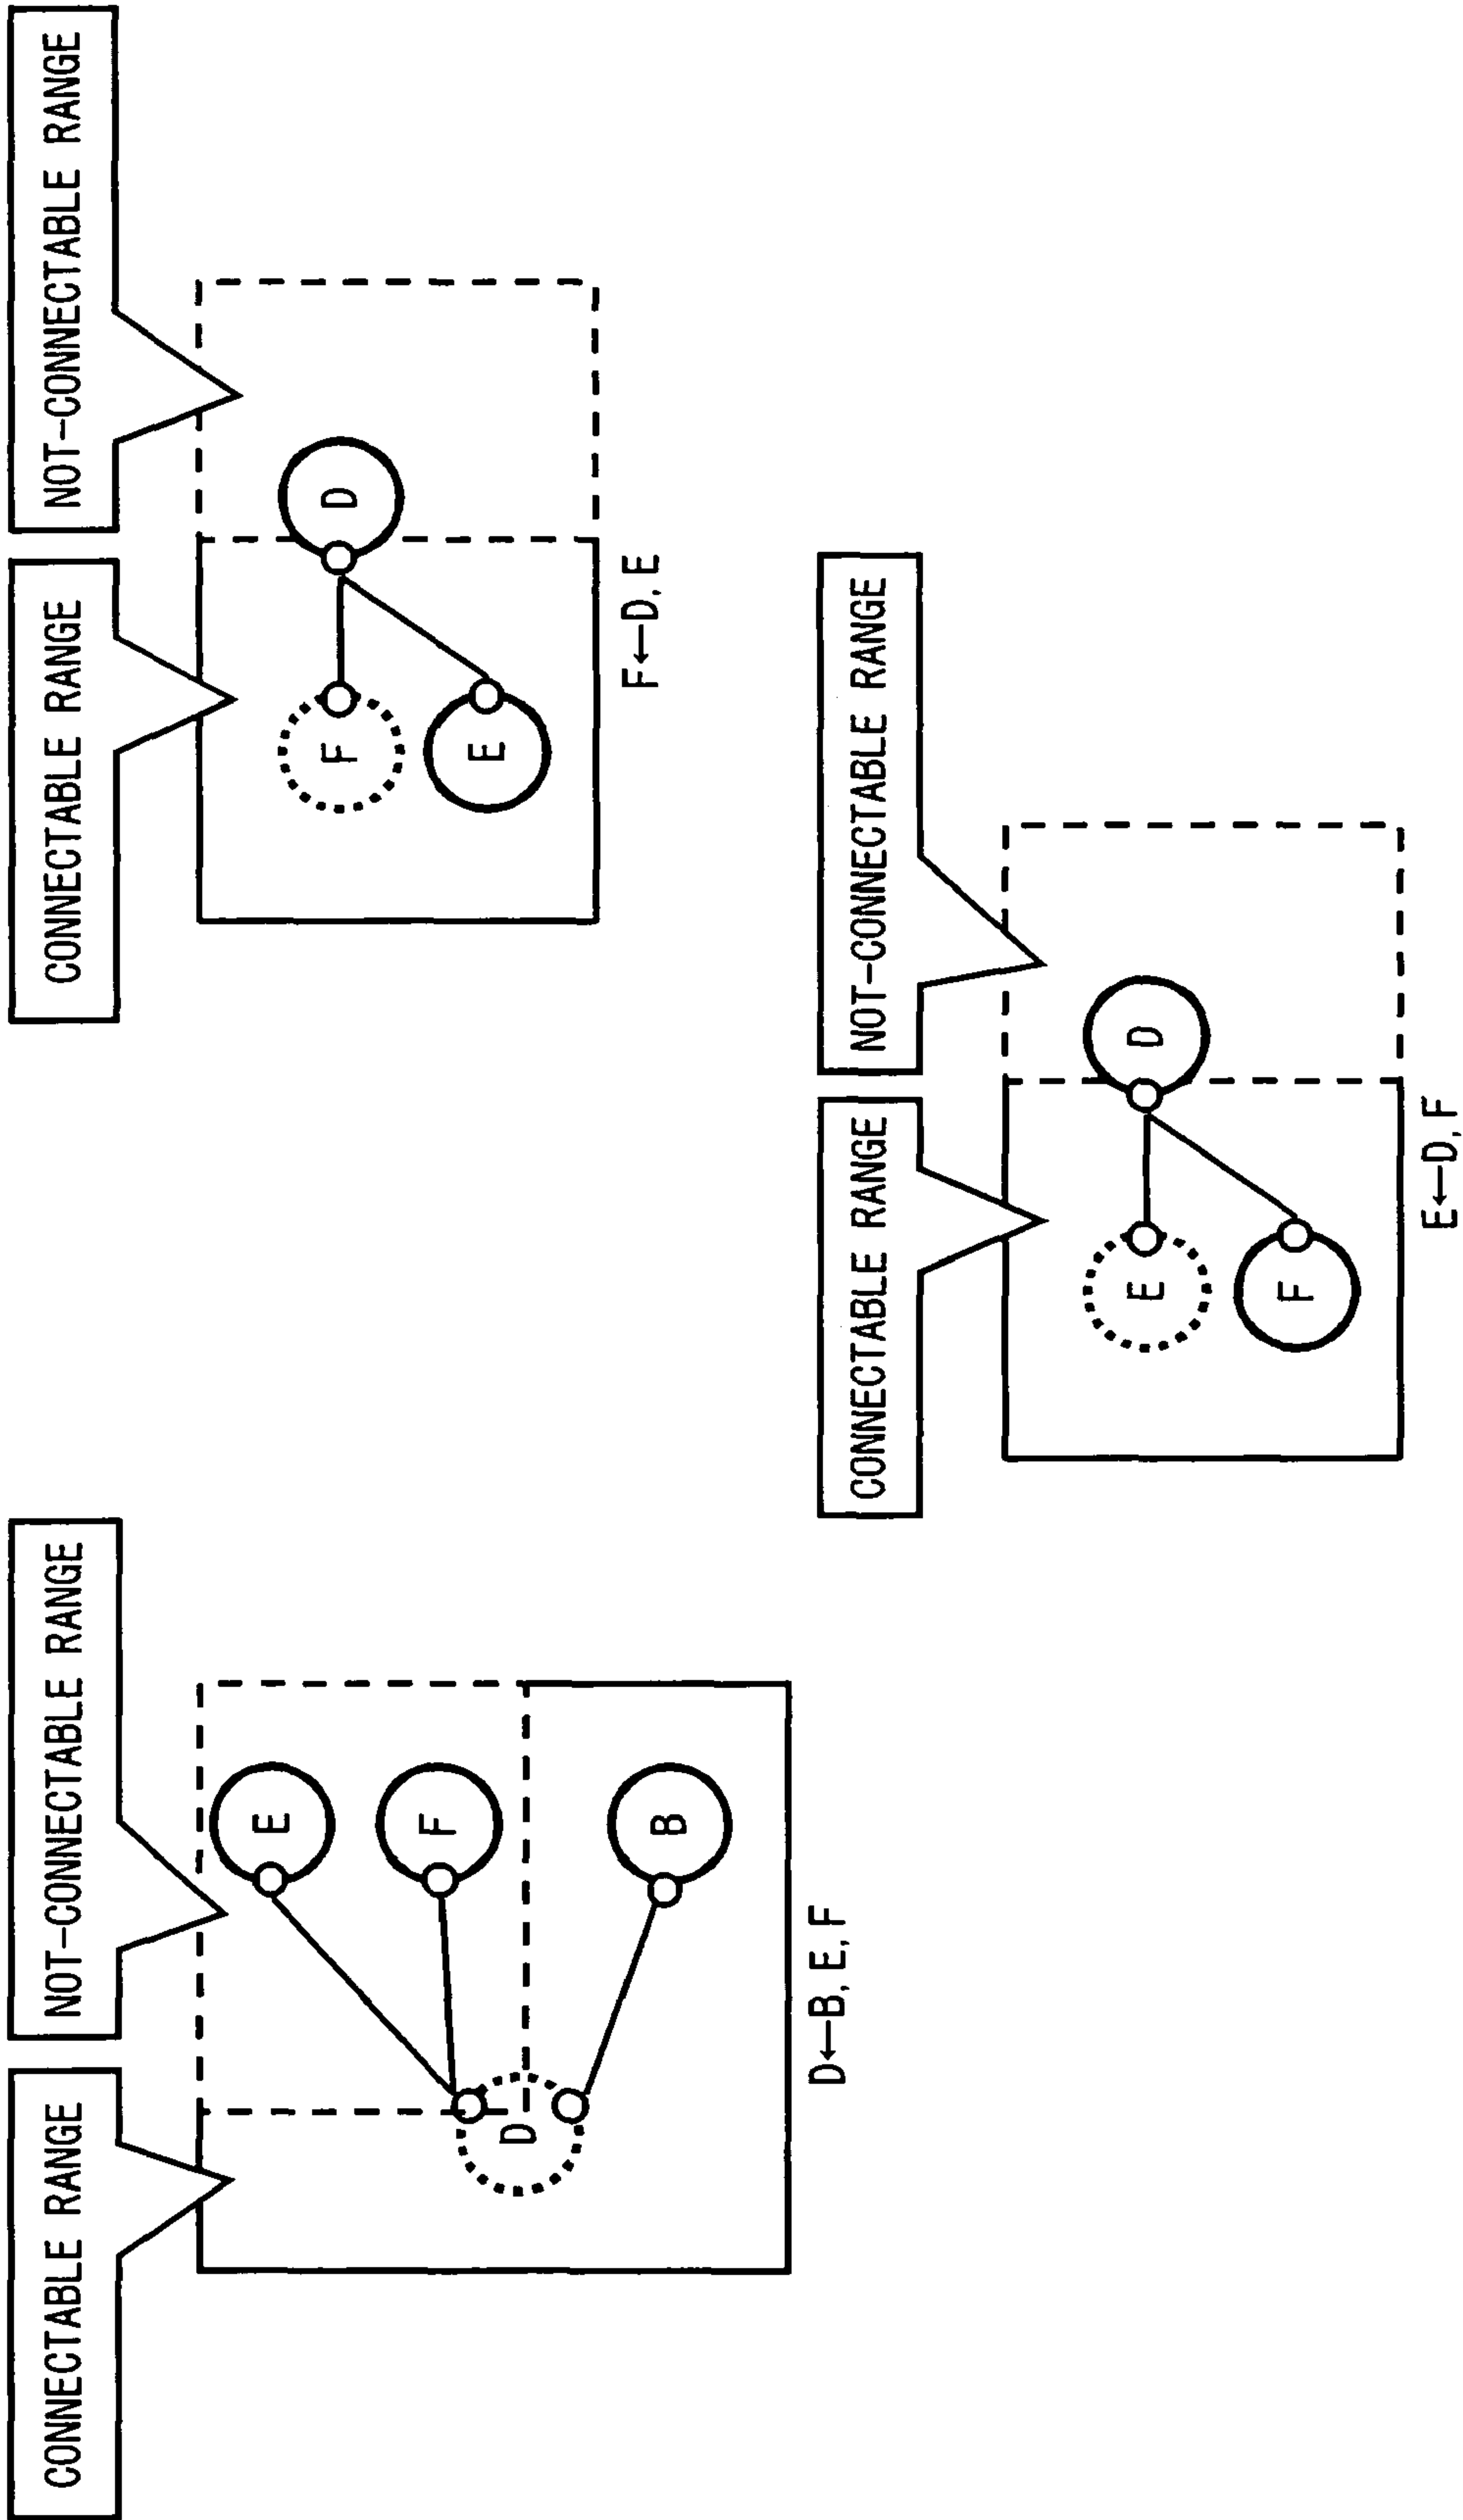 CONNECTABLE RANGE
NOT-CONNECTABLE RANGE
E
F
D
B
D←B,E,F
CONNECTABLE RANGE
NOT-CONNECTABLE RANGE
F
D
E
F←D,E
CONNECTABLE RANGE
NOT-CONNECTABLE RANGE
E
D
F
E←D,F